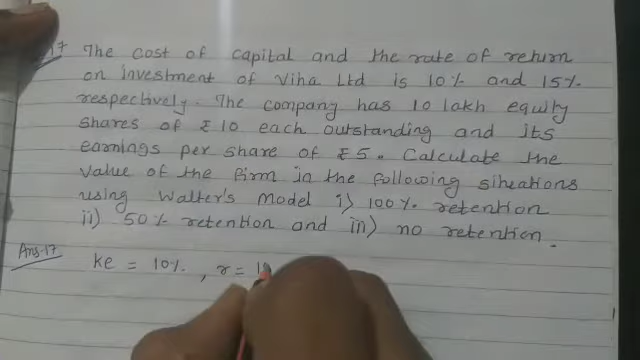 17 The cost of capital and the rate of return
on investment of Viha Ltd is 10% and 15%
respectively. The company has 10 lakh equity
shares of ₹10 each outstanding and its
earnings per share of ₹5. Calculate the
value of the firm in the following situations
using Walter's Model i) 100% retention
ii) 50% retention and iii) no retention.
Ans-17
ke = 10%, r = 1